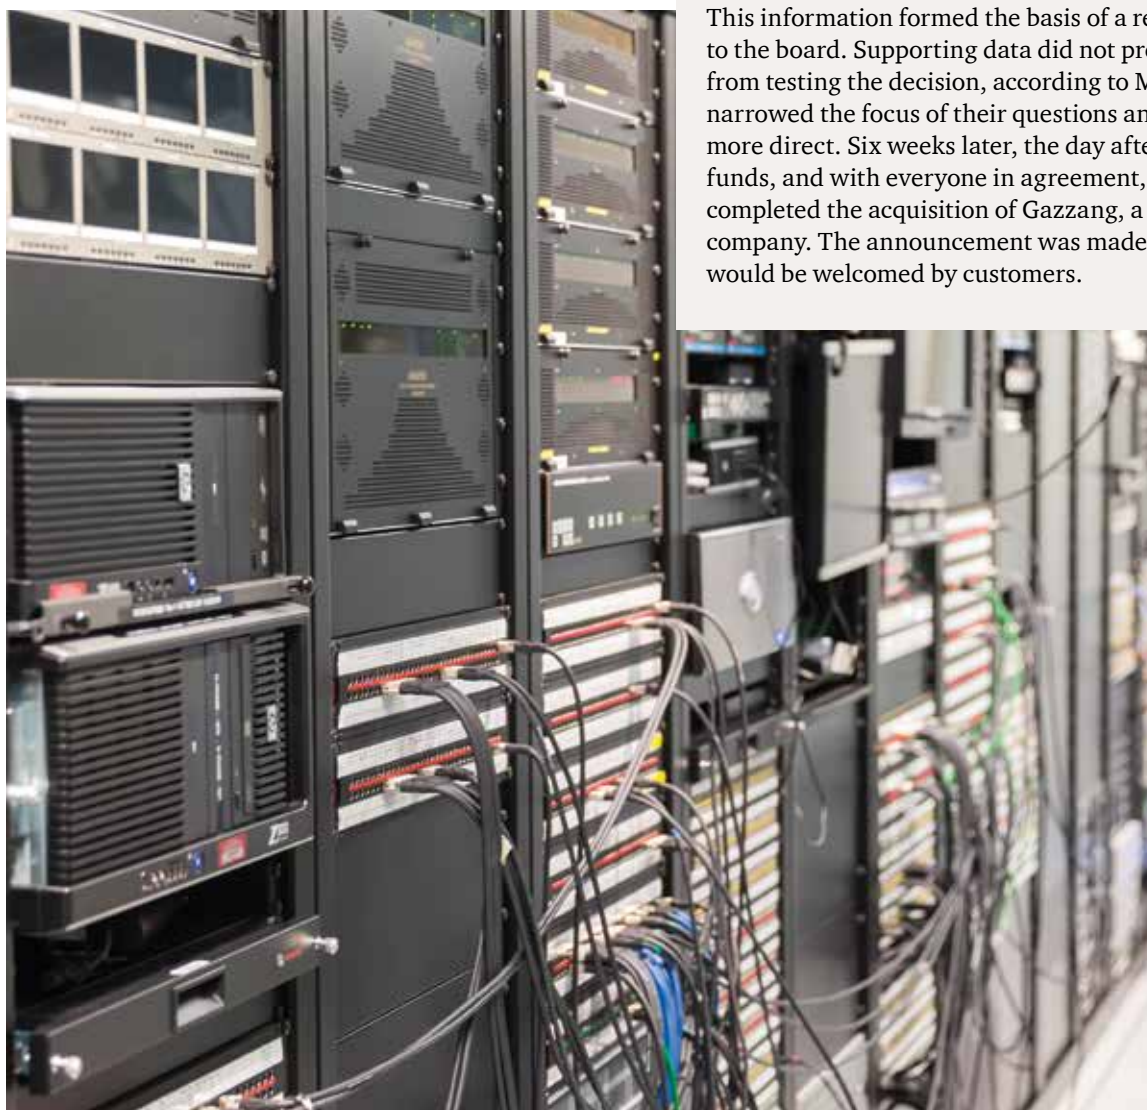 This information formed the basis of a re
to the board. Supporting data did not pre
from testing the decision, according to M
narrowed the focus of their questions an
more direct. Six weeks later, the day afte
funds, and with everyone in agreement,
completed the acquisition of Gazzang, a
company. The announcement was made
would be welcomed by customers.